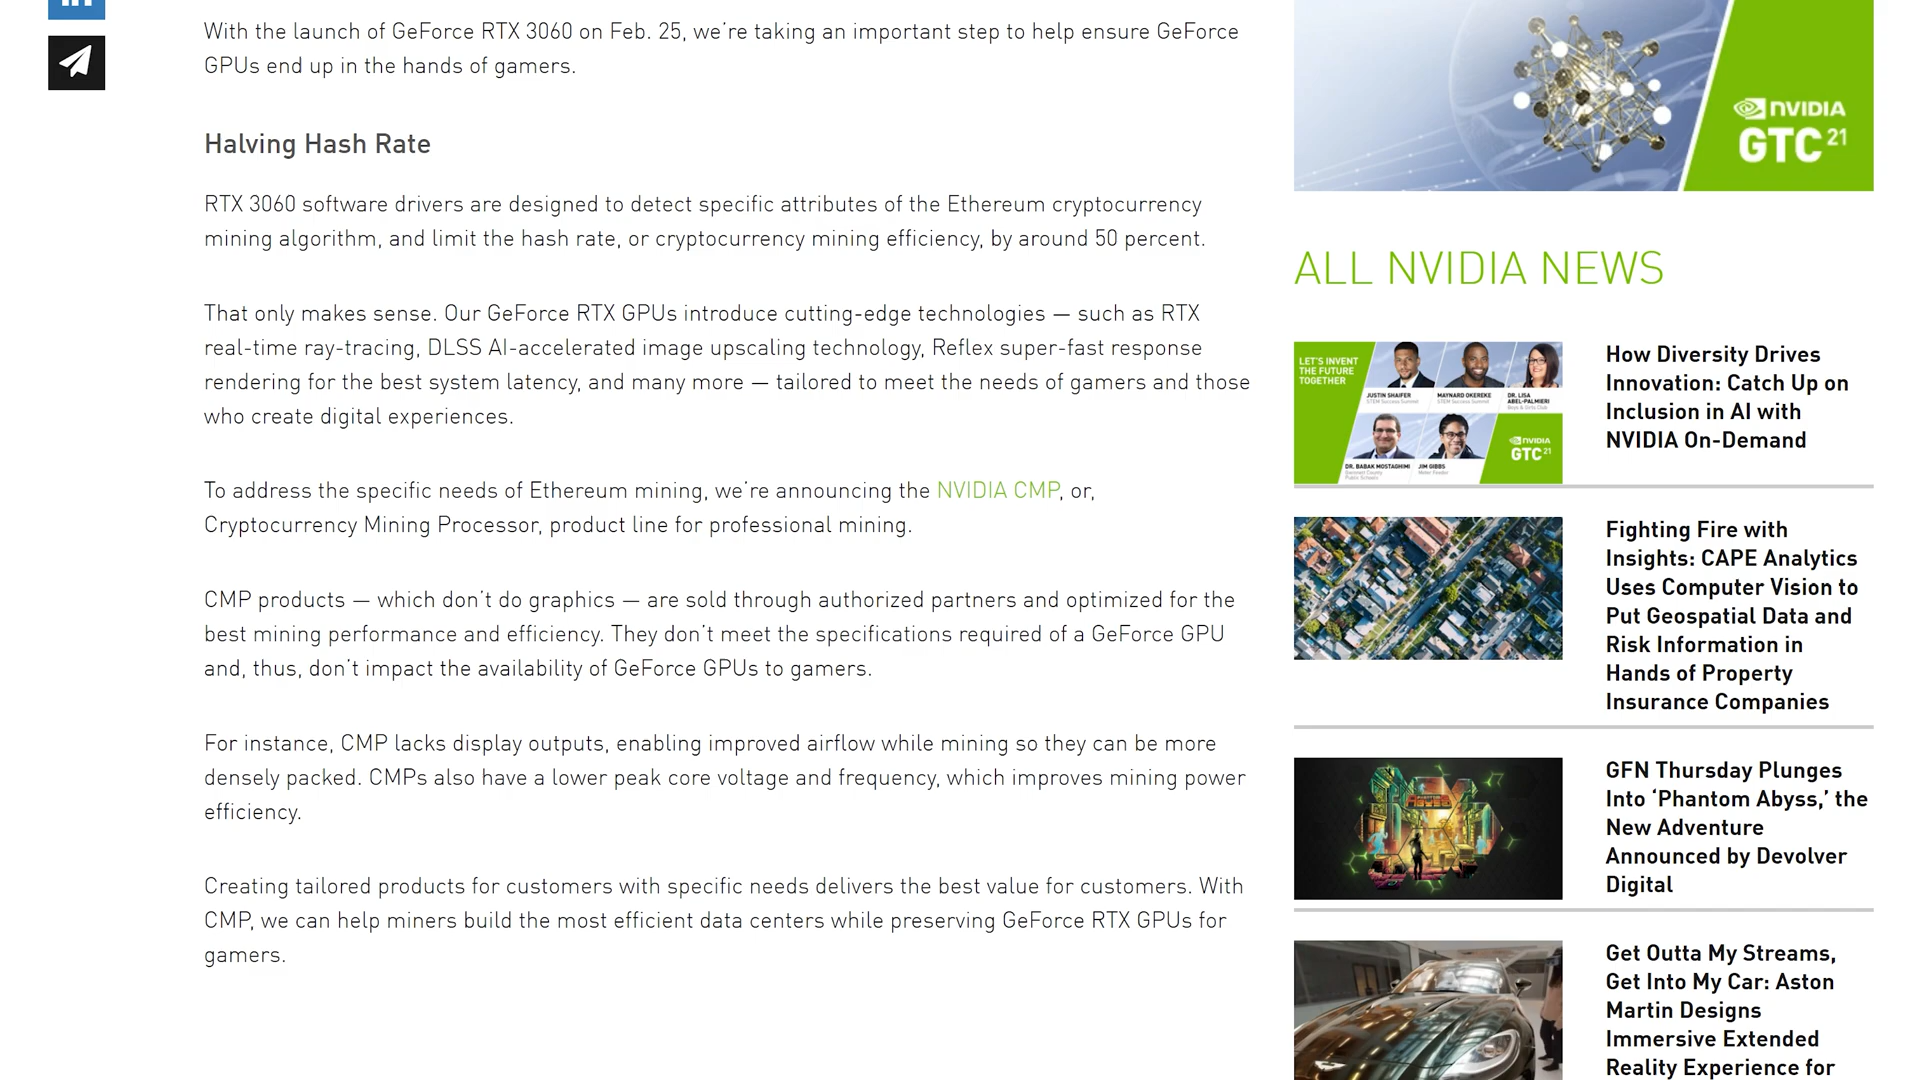 With the launch of GeForce RTX 3060 on Feb. 25, we’re taking an important step to help ensure GeForce
GPUs end up in the hands of gamers.
Halving Hash Rate
RTX 3060 software drivers are designed to detect specific attributes of the Ethereum cryptocurrency
mining algorithm, and limit the hash rate, or cryptocurrency mining efficiency, by around 50 percent.
That only makes sense. Our GeForce RTX GPUs introduce cutting-edge technologies — such as RTX
real-time ray-tracing, DLSS AI-accelerated image upscaling technology, Reflex super-fast response
rendering for the best system latency, and many more — tailored to meet the needs of gamers and those
who create digital experiences.
To address the specific needs of Ethereum mining, we’re announcing the NVIDIA CMP, or,
Cryptocurrency Mining Processor, product line for professional mining.
CMP products — which don’t do graphics — are sold through authorized partners and optimized for the
best mining performance and efficiency. They don’t meet the specifications required of a GeForce GPU
and, thus, don’t impact the availability of GeForce GPUs to gamers.
For instance, CMP lacks display outputs, enabling improved airflow while mining so they can be more
densely packed. CMPs also have a lower peak core voltage and frequency, which improves mining power
efficiency.
Creating tailored products for customers with specific needs delivers the best value for customers. With
CMP, we can help miners build the most efficient data centers while preserving GeForce RTX GPUs for
gamers.
NVIDIA
GTC 21
ALL NVIDIA NEWS
LET'S INVENT
THE FUTURE
TOGETHER
JUSTIN SHAIFER
STEM Success Summit
MAYNARD OKEREKE
STEM Success Summit
DR. LISA
ABEL-PALMIERI
Boys & Girls Club
DR. BABAK MOSTAGHIMI
Gwinnett County
Public Schools
JIM GIBBS
Meter Feeder
NVIDIA
GTC 21
How Diversity Drives
Innovation: Catch Up on
Inclusion in AI with
NVIDIA On-Demand
Fighting Fire with
Insights: CAPE Analytics
Uses Computer Vision to
Put Geospatial Data and
Risk Information in
Hands of Property
Insurance Companies
GFN Thursday Plunges
Into ‘Phantom Abyss,’ the
New Adventure
Announced by Devolver
Digital
Get Outta My Streams,
Get Into My Car: Aston
Martin Designs
Immersive Extended
Reality Experience for